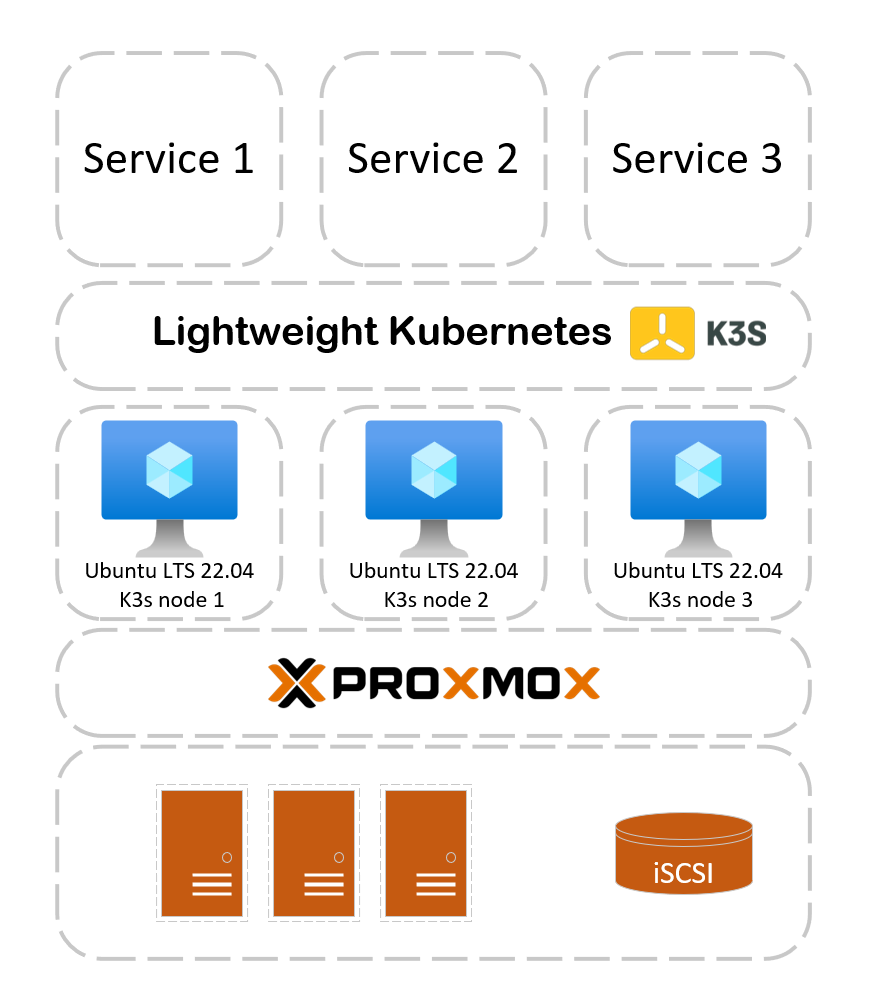 Service 1
Service 2
Service 3
Lightweight Kubernetes
K3S
Ubuntu LTS 22.04
K3s node 1
Ubuntu LTS 22.04
K3s node 2
Ubuntu LTS 22.04
K3s node 3
PROXMOX
iSCSI